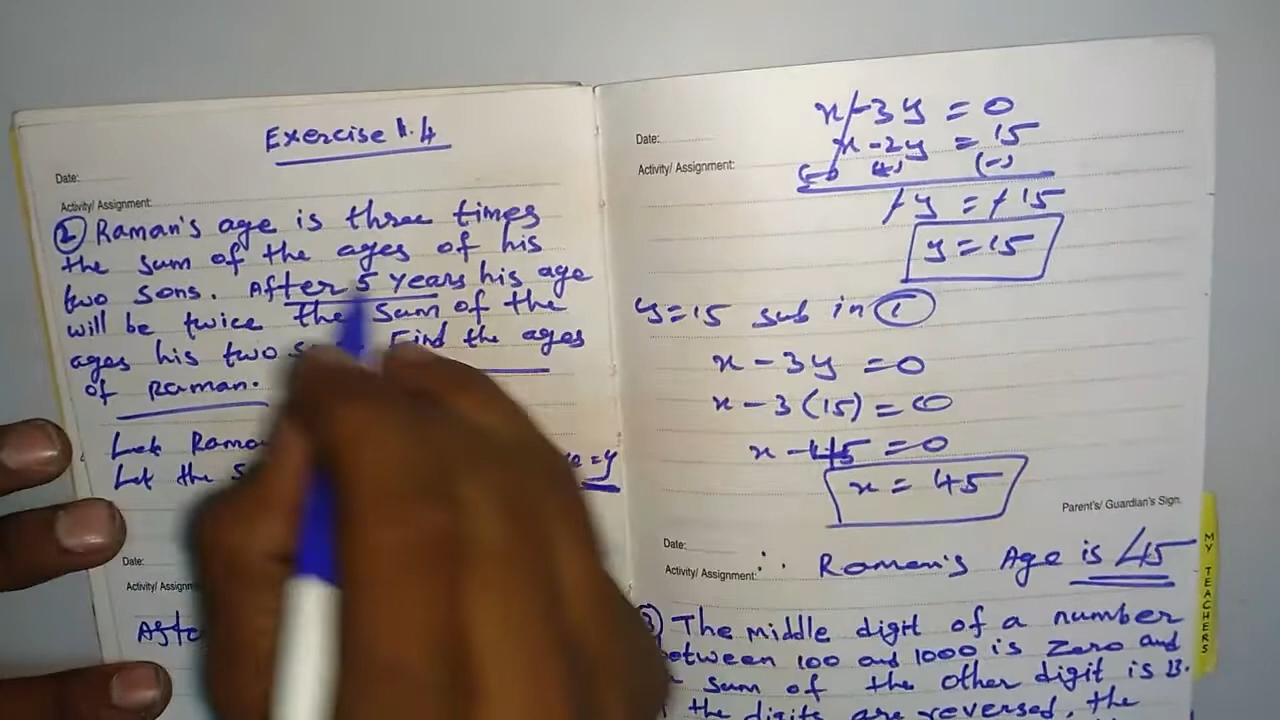 Exercise 1.4
Date:
Activity/ Assignment:
② Raman's age is three times
the sum of the ages of his
two sons. After 5 years his age
will be twice the sum of the
ages his two Find the ages
of Raman.
Let
Let the
=y
Date:
x-3y = 0
x-2y = 15
(-) (+) (-)
+y = +15
y=15
Date:
Activity/ Assignment:
y=15 sub in ①
x - 3y = 0
x - 3(15) = 0
x - 45 = 0
x = 45
Parent's/ Guardian's Sign.
Date:
Activity/ Assignment:
∴ Raman's Age is 45
The middle digit of a number
between 100 and 1000 is Zero and
sum of the other digit is 13.
the digits are reversed, the
MY TEACHERS